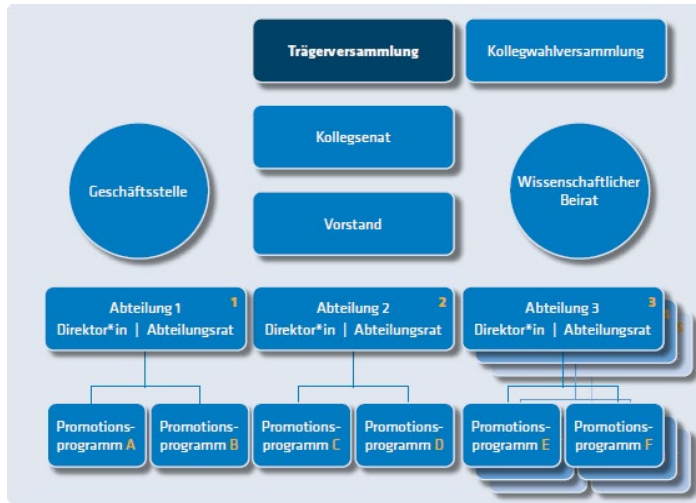 Trägerversammlung
Kollegwahlversammlung
Kollegsenat
Geschäftsstelle
Wissenschaftlicher
Beirat
Vorstand
Abteilung 1 1
Direktor*in | Abteilungsrat
Abteilung 2 2
Direktor*in | Abteilungsrat
Abteilung 3 3
Direktor*in | Abteilungsrat
Promotions-
programm A
Promotions-
programm B
Promotions-
programm C
Promotions-
programm D
Promotions-
programm E
Promotions-
programm F